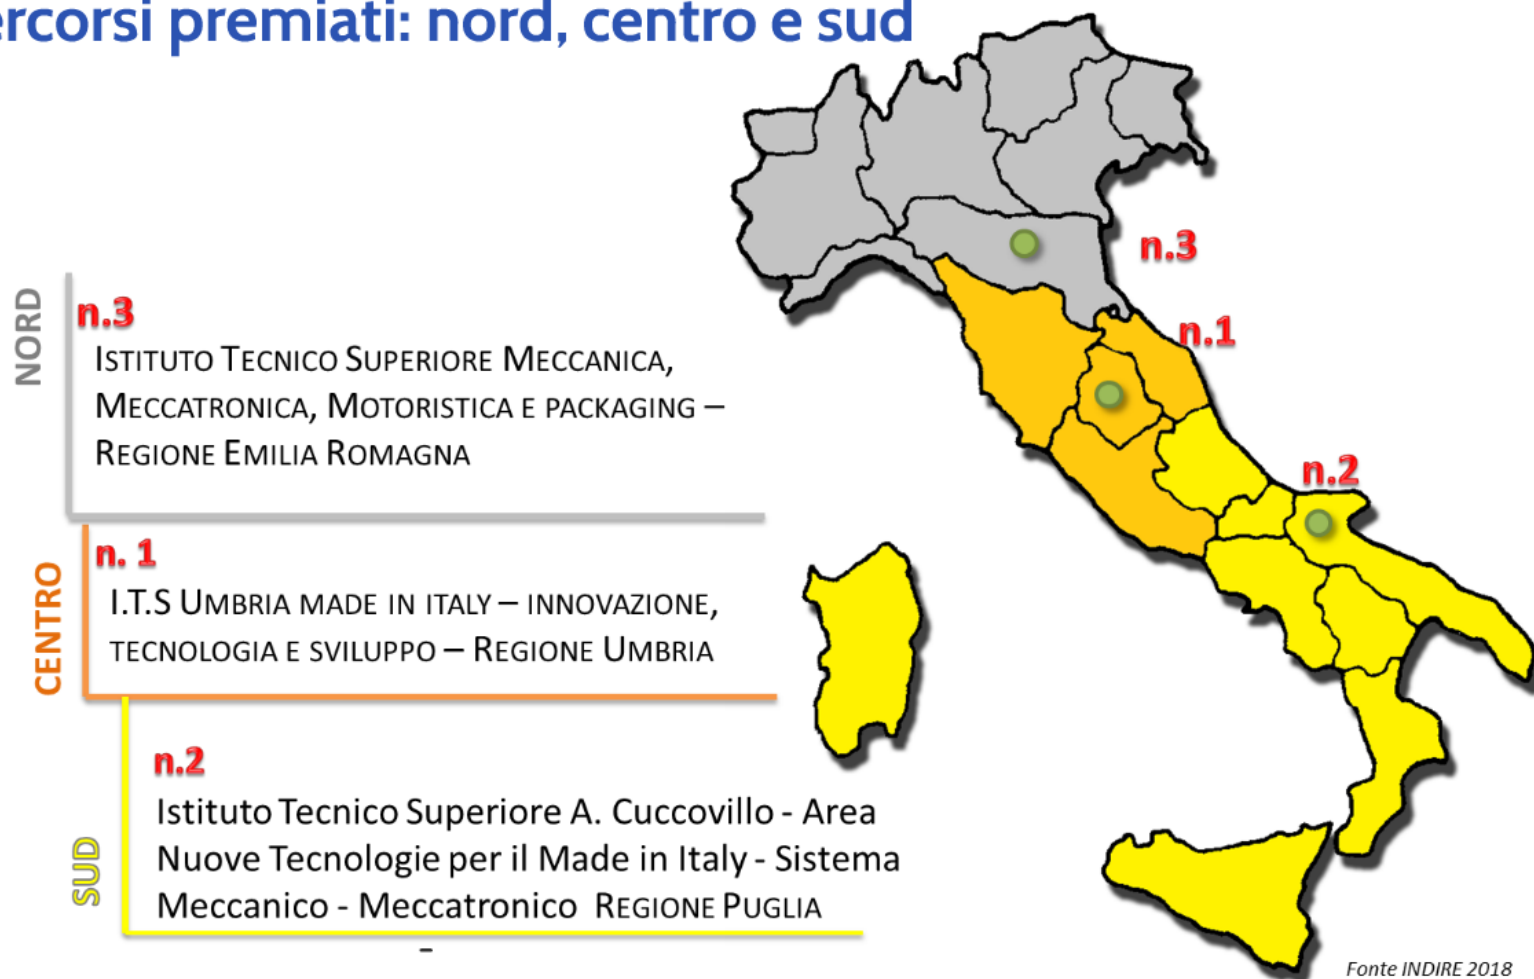 ercorsi premiati: nord, centro e sud
NORD
n.3
ISTITUTO TECNICO SUPERIORE MECCANICA,
MECCATRONICA, MOTORISTICA E PACKAGING –
REGIONE EMILIA ROMAGNA
CENTRO
n. 1
I.T.S UMBRIA MADE IN ITALY – INNOVAZIONE,
TECNOLOGIA E SVILUPPO – REGIONE UMBRIA
SUD
n.2
Istituto Tecnico Superiore A. Cuccovillo - Area
Nuove Tecnologie per il Made in Italy - Sistema
Meccanico - Meccatronico REGIONE PUGLIA
-
n.3
n.1
n.2
Fonte INDIRE 2018